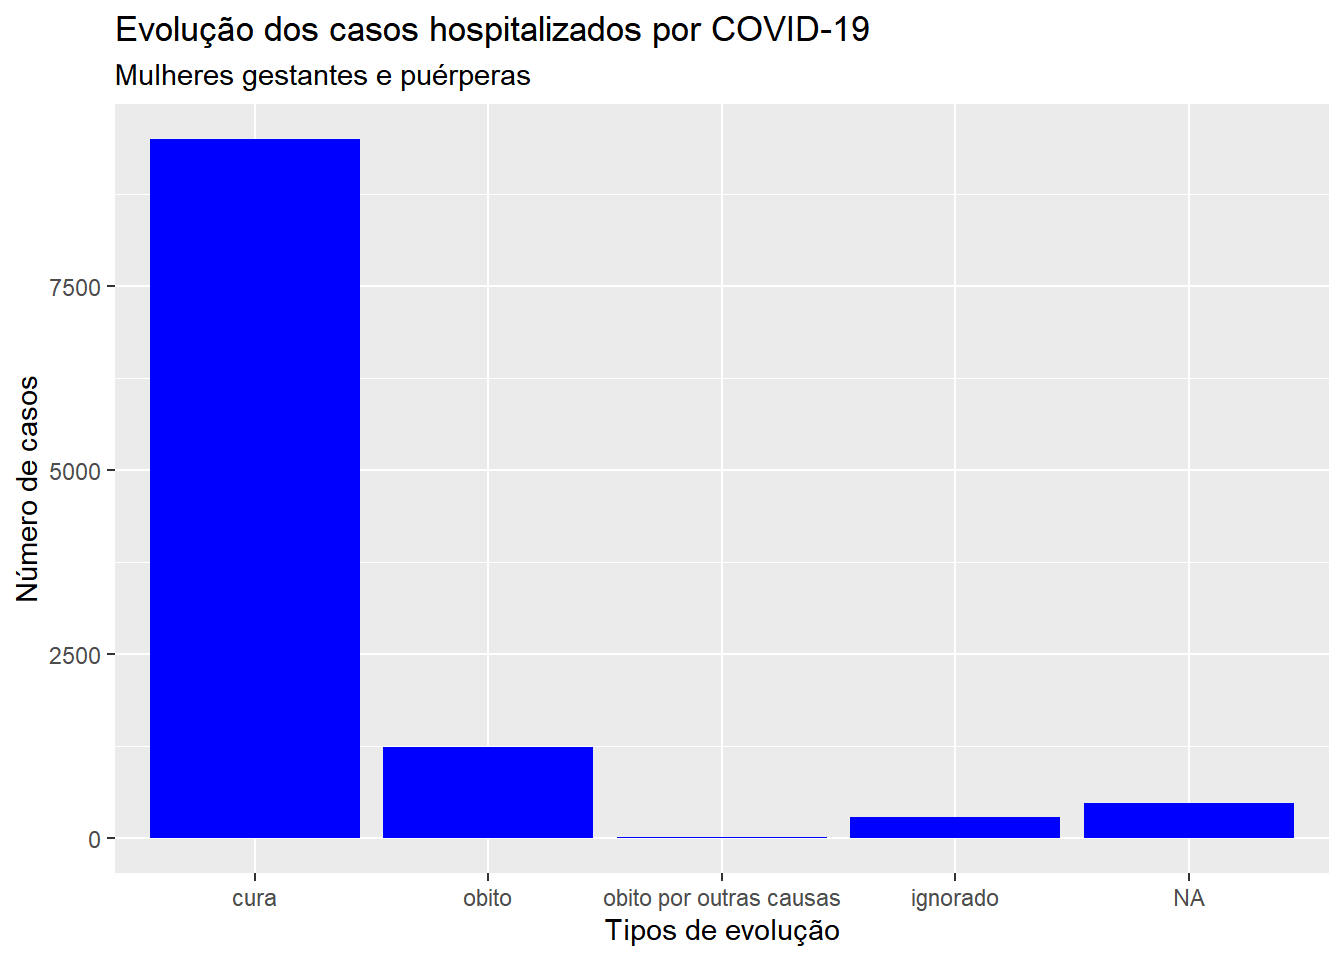 Evolução dos casos hospitalizados por COVID-19
Mulheres gestantes e puérperas
Número de casos
7500
5000
2500
0
cura
obito
obito por outras causas
ignorado
NA
Tipos de evolução